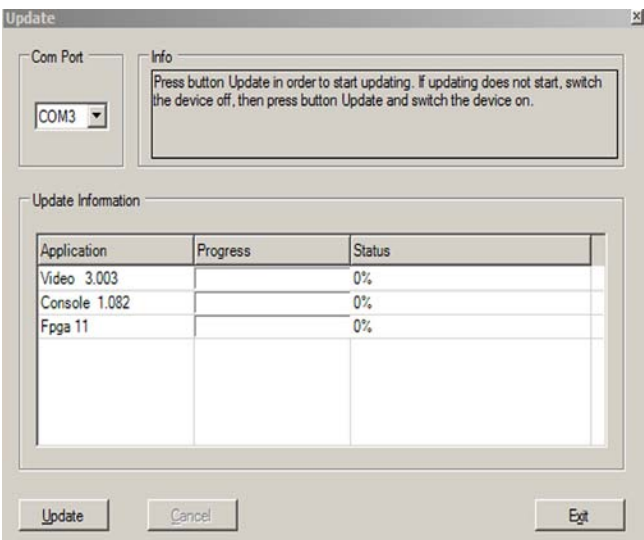 Update
Com Port
COM3
Info
Press button Update in order to start updating. If updating does not start, switch
the device off, then press button Update and switch the device on.
Update Information
Application Progress Status
Video 3.003 0%
Console 1.082 0%
Fpga 11 0%
Update Cancel Exit